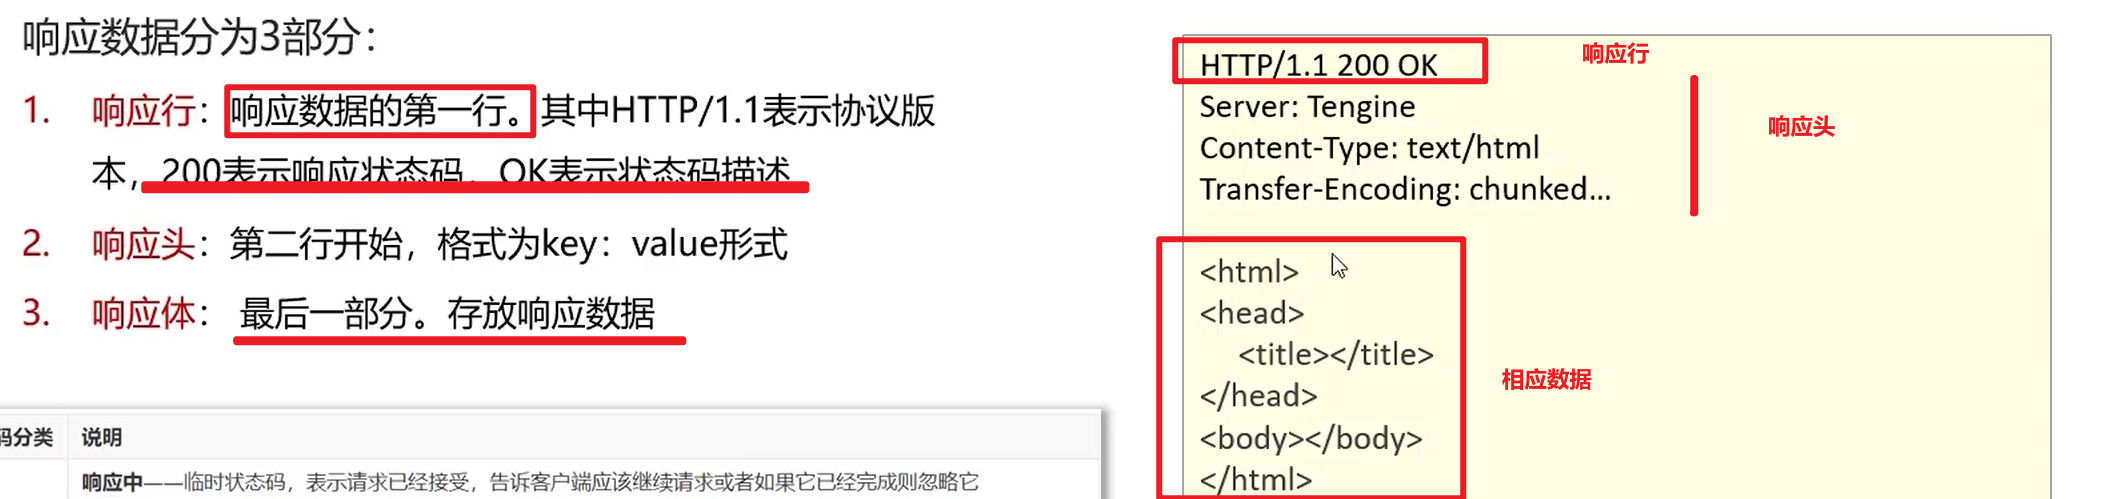 响应数据分为3部分：
1. 响应行：响应数据的第一行。其中HTTP/1.1表示协议版
本，200表示响应状态码，OK表示状态码描述
2. 响应头：第二行开始，格式为key：value形式
3. 响应体： 最后一部分。存放响应数据
码分类 说明
响应中——临时状态码，表示请求已经接受，告诉客户端应该继续请求或者如果它已经完成则忽略它
HTTP/1.1 200 OK
响应行
Server: Tengine
Content-Type: text/html
Transfer-Encoding: chunked...
响应头
<html>
<head>
<title></title>
</head>
<body></body>
</html>
相应数据